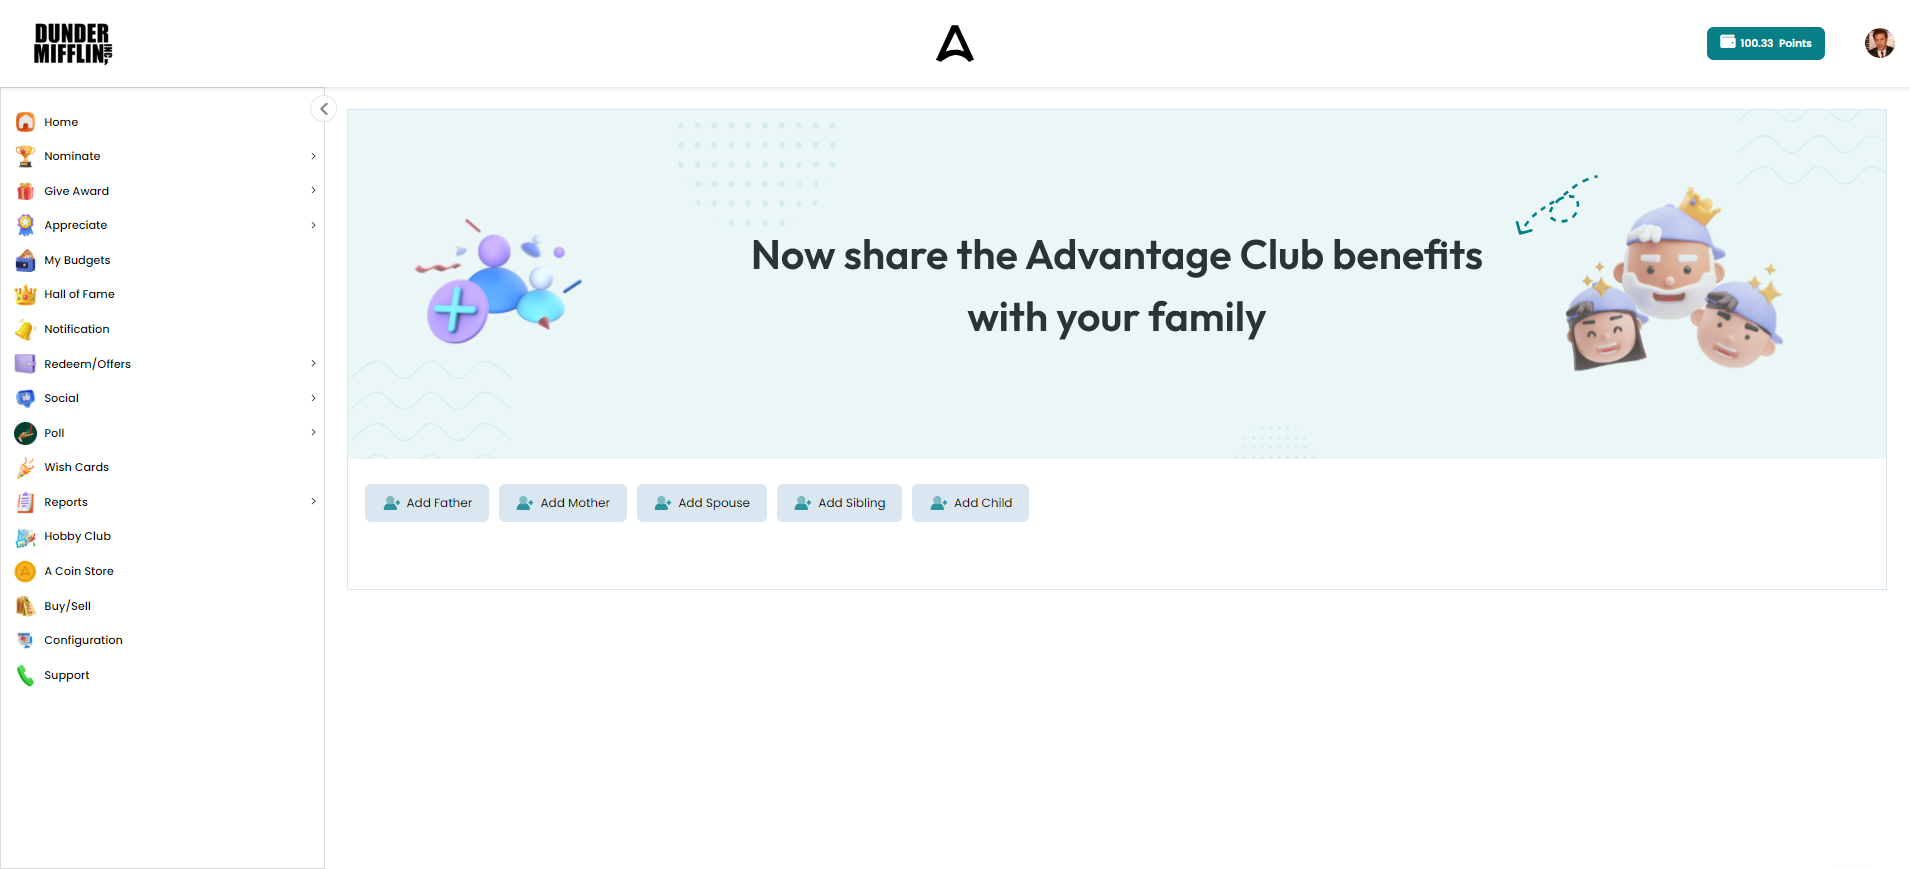 DUNDER
MIFFLIN, INC
100.33 Points
Home
Nominate
Give Award
Appreciate
My Budgets
Hall of Fame
Notification
Redeem/Offers
Social
Poll
Wish Cards
Reports
Hobby Club
A Coin Store
Buy/Sell
Configuration
Support
Now share the Advantage Club benefits
with your family
Add Father
Add Mother
Add Spouse
Add Sibling
Add Child